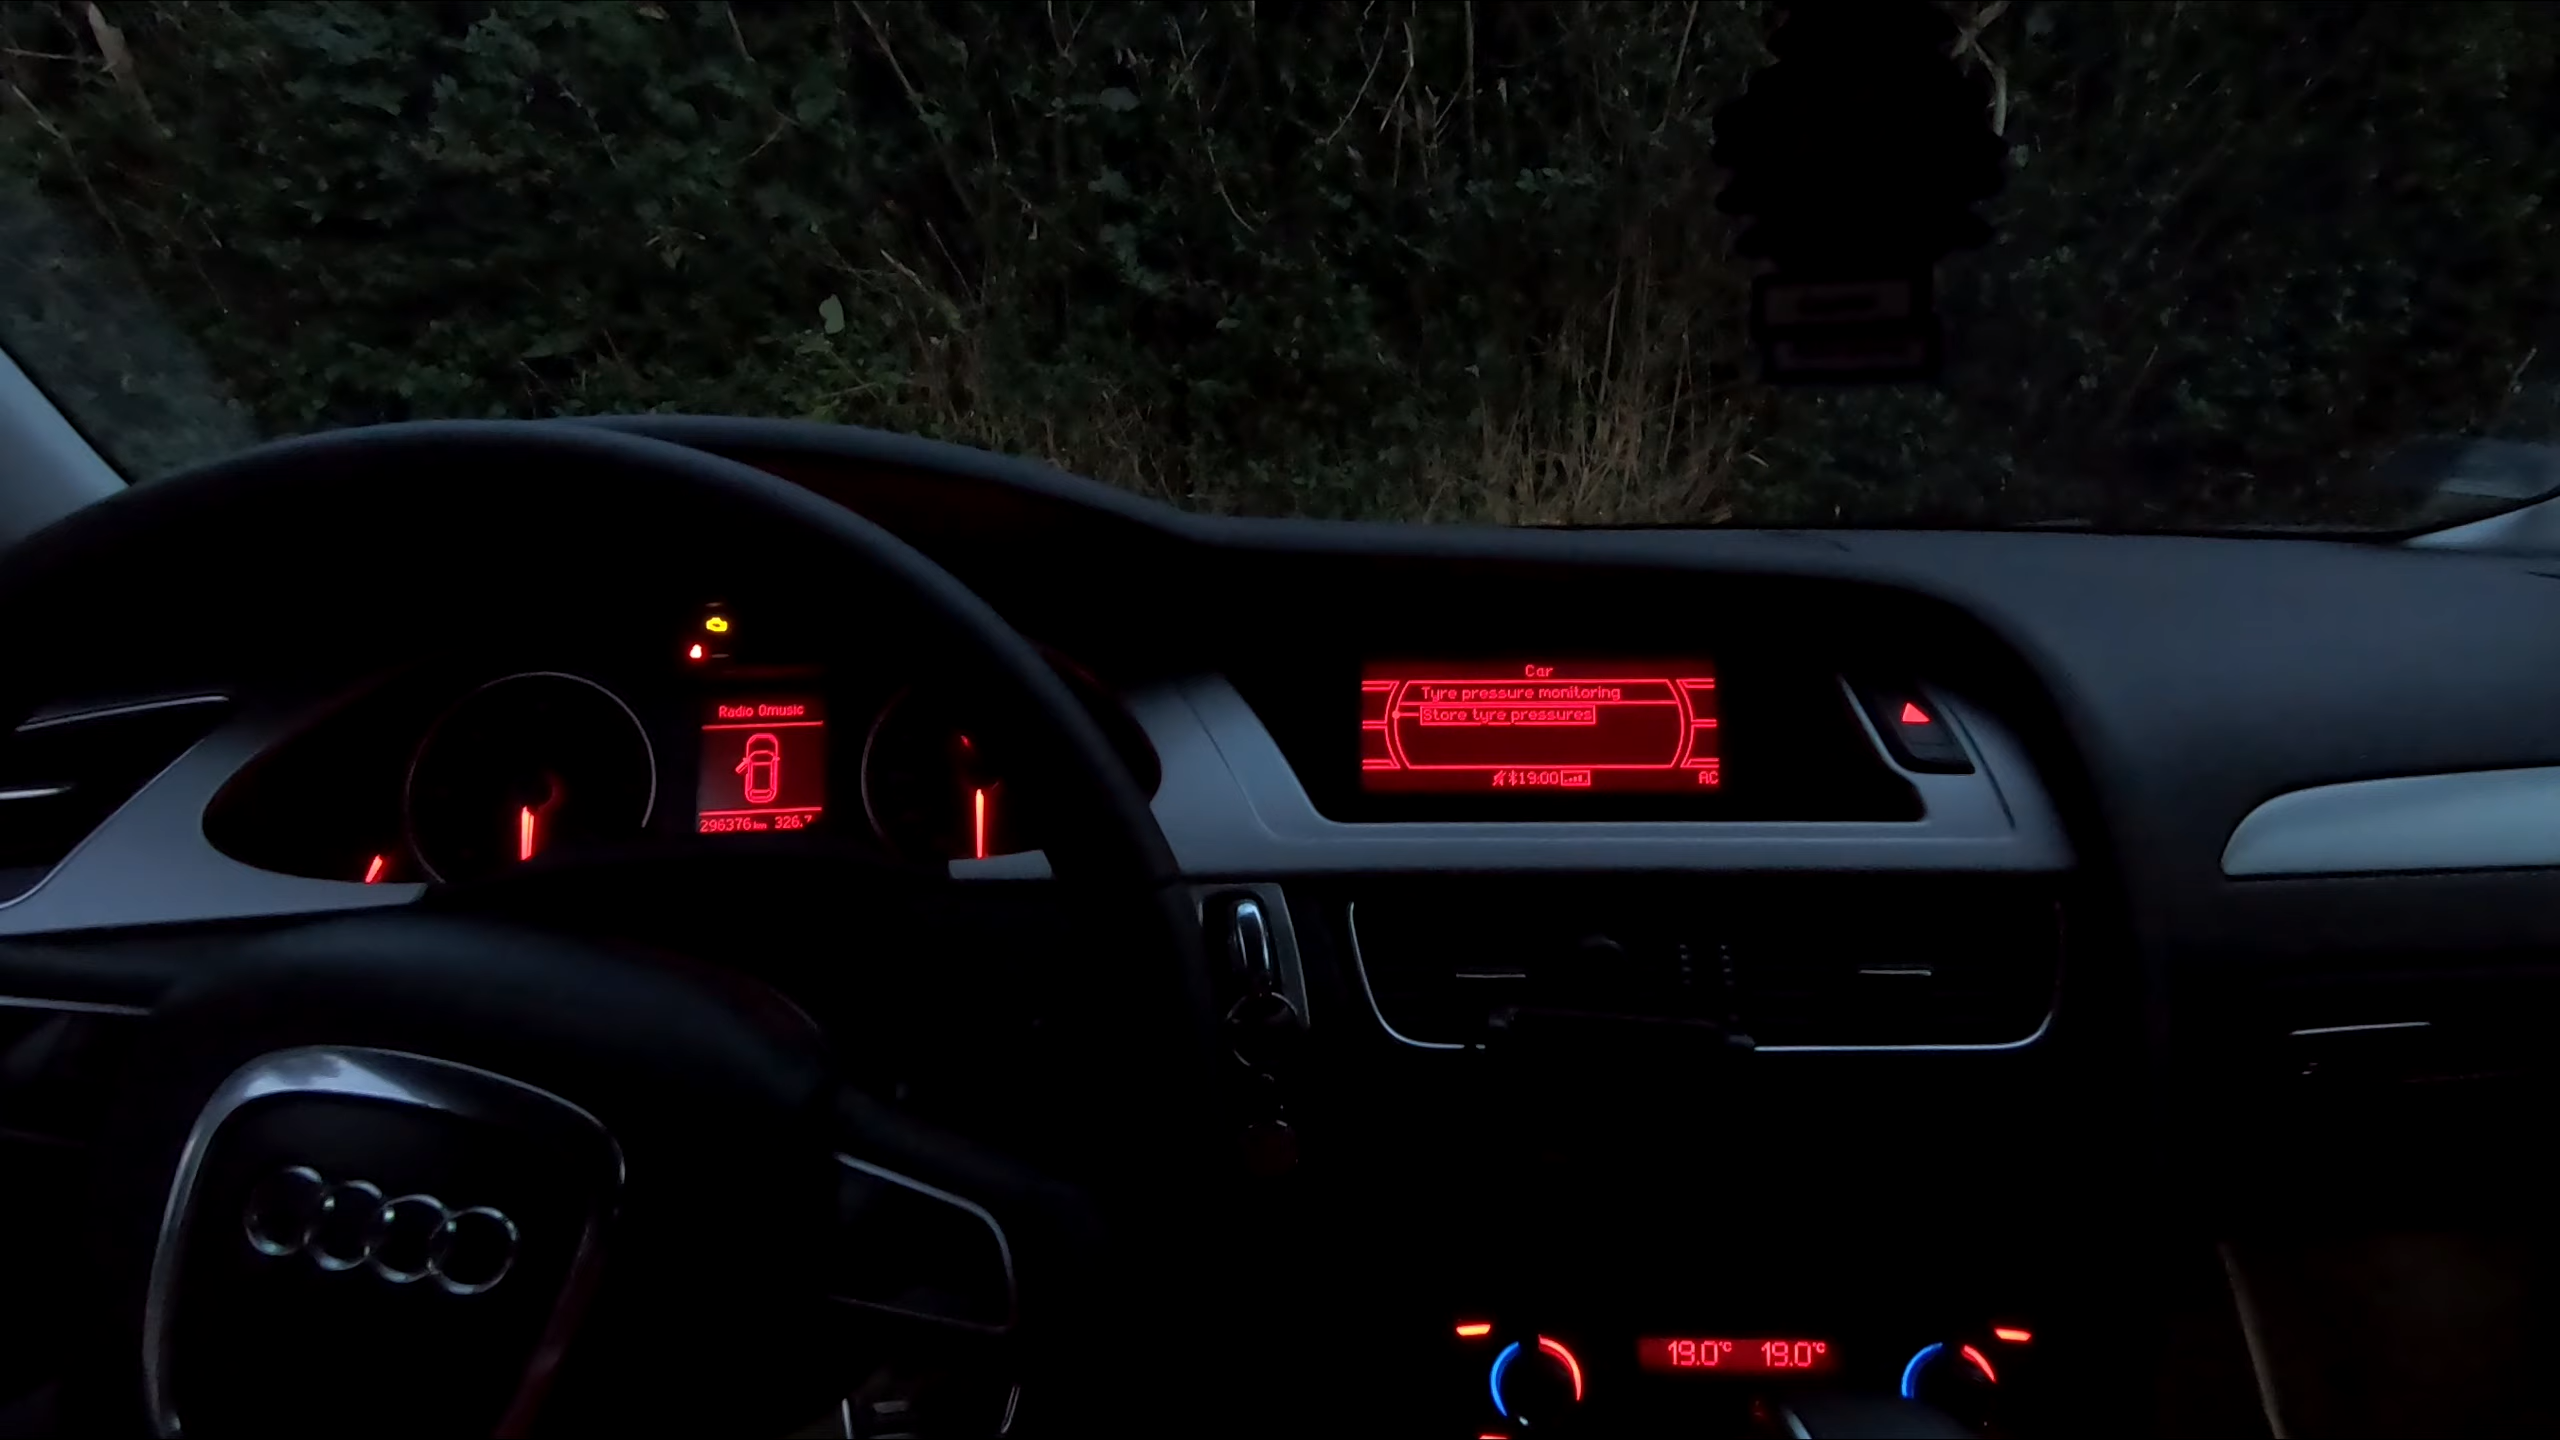 Radio Omusic
296376 km 326.7
Car
Tyre pressure monitoring
Store tyre pressures
19:00
AC
19.0°C 19.0°C